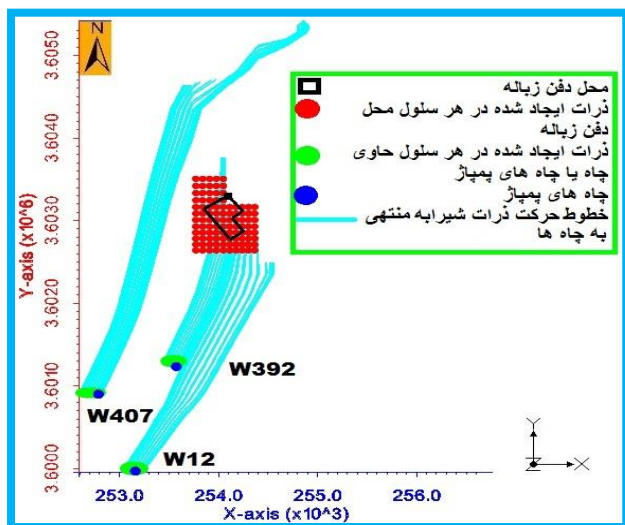 N
3.6050
3.6040
3.6030
3.6020
3.6010
3.6000
Y-axis (x10^6)
محل دفن زباله
ذرات ایجاد شده در هر سلول محل
دفن زباله
ذرات ایجاد شده در هر سلول حاوی
چاه یا چاه های پمپاژ
چاه های پمپاژ
خطوط حرکت ذرات شیرابه منتهی
به چاه ها
W392
W407
W12
Y
Z
X
253.0
254.0
255.0
256.0
X-axis (x10^3)